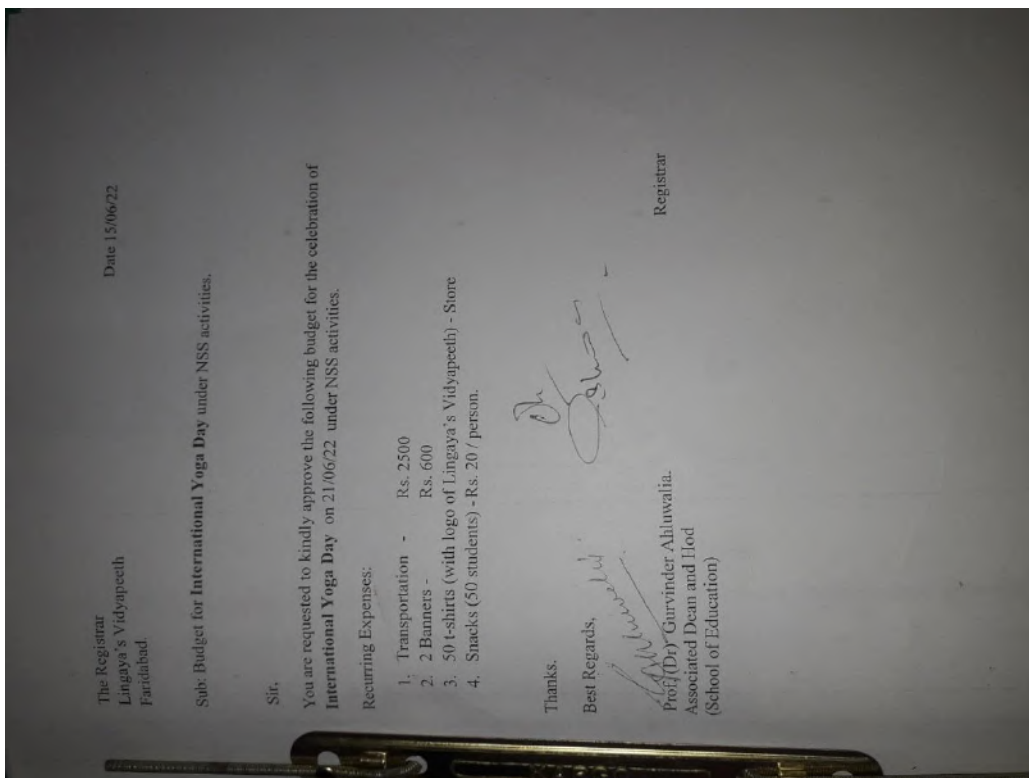 The Registrar
Lingaya's Vidyapeeth
Faridabad.
Date 15/06/22
Sub: Budget for International Yoga Day under NSS activities.
Sir,
You are requested to kindly approve the following budget for the celebration of
International Yoga Day on 21/06/22 under NSS activities.
Recurring Expenses:
1. Transportation - Rs. 2500
2. 2 Banners - Rs. 600
3. 50 t-shirts (with logo of Lingaya's Vidyapeeth) - Store
4. Snacks (50 students) - Rs. 20 / person.
Thanks.
Best Regards,
Prof.(Dr) Gurvinder Ahluwalia.
Associated Dean and Hod
(School of Education)
Registrar